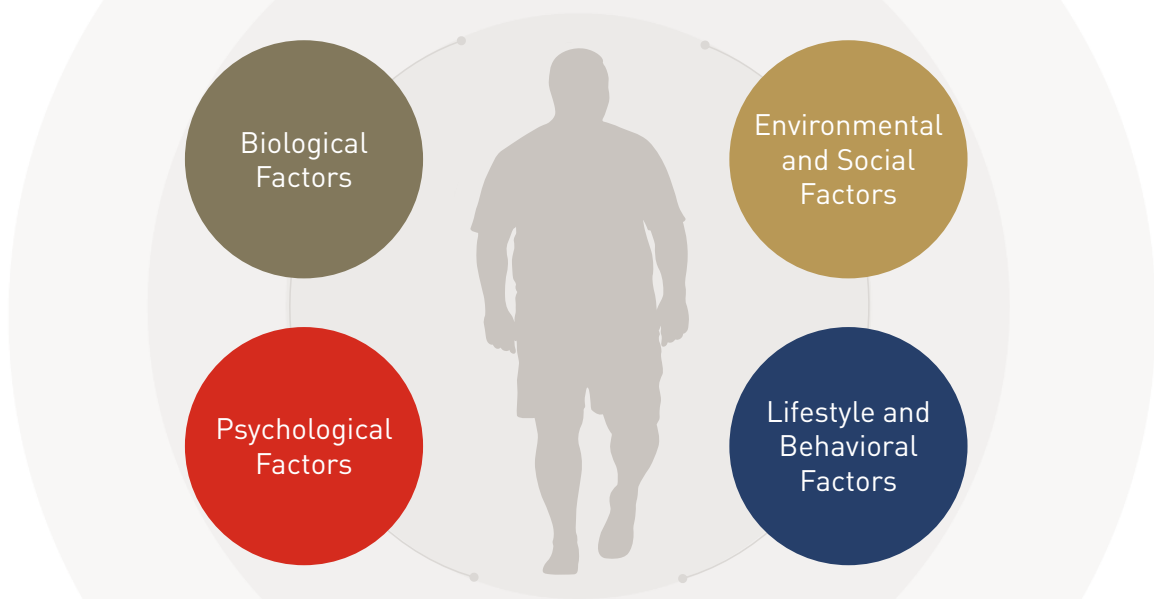 Biological
Factors
Environmental
and Social
Factors
Psychological
Factors
Lifestyle and
Behavioral
Factors